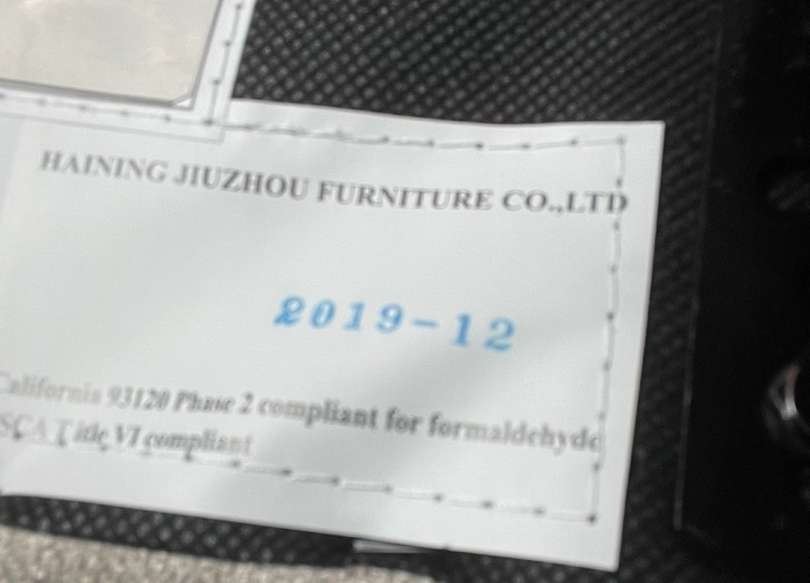 HAINING JIUZHOU FURNITURE CO.,LTD
2019-12
California 93120 Phase 2 compliant for formaldehyde
SCA Title VI compliant